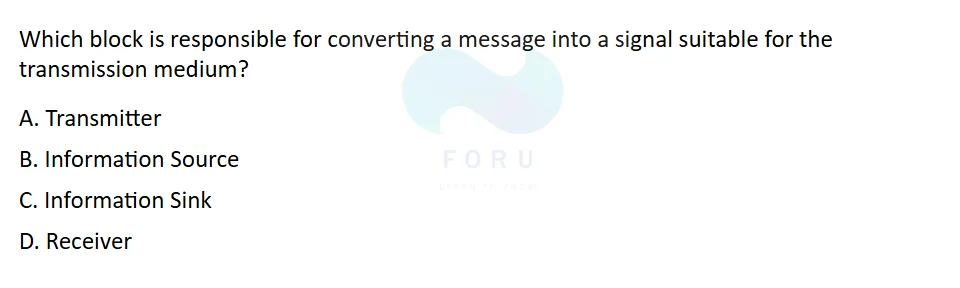 Which block is responsible for converting a message into a signal suitable for the
transmission medium?
A. Transmitter
B. Information Source
FORU
C. Information Sink
D. Receiver